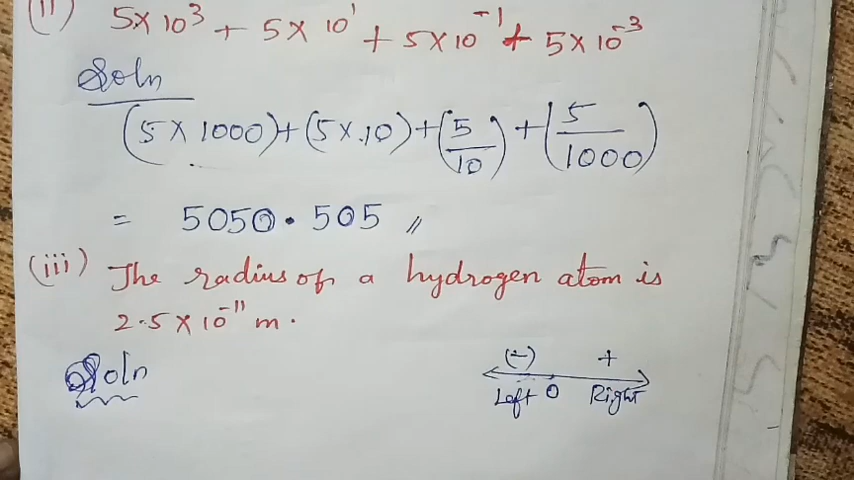 (ii) 5×10³ + 5×10¹ + 5×10⁻¹ + 5×10⁻³
Soln
(5 × 1000) + (5 × 10) + (5/10) + (5/1000)
= 5050.505 //
(iii) The radius of a hydrogen atom is
2.5 × 10⁻¹¹ m.
Soln
(-) +
Left 0 Right